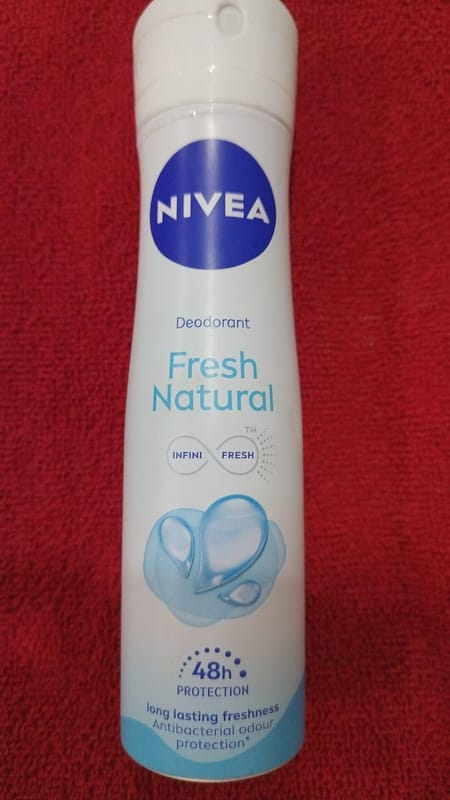 NIVEA
Deodorant
Fresh
Natural
INFINI FRESH TM
48h
PROTECTION
long lasting freshness
Antibacterial odour
protection*